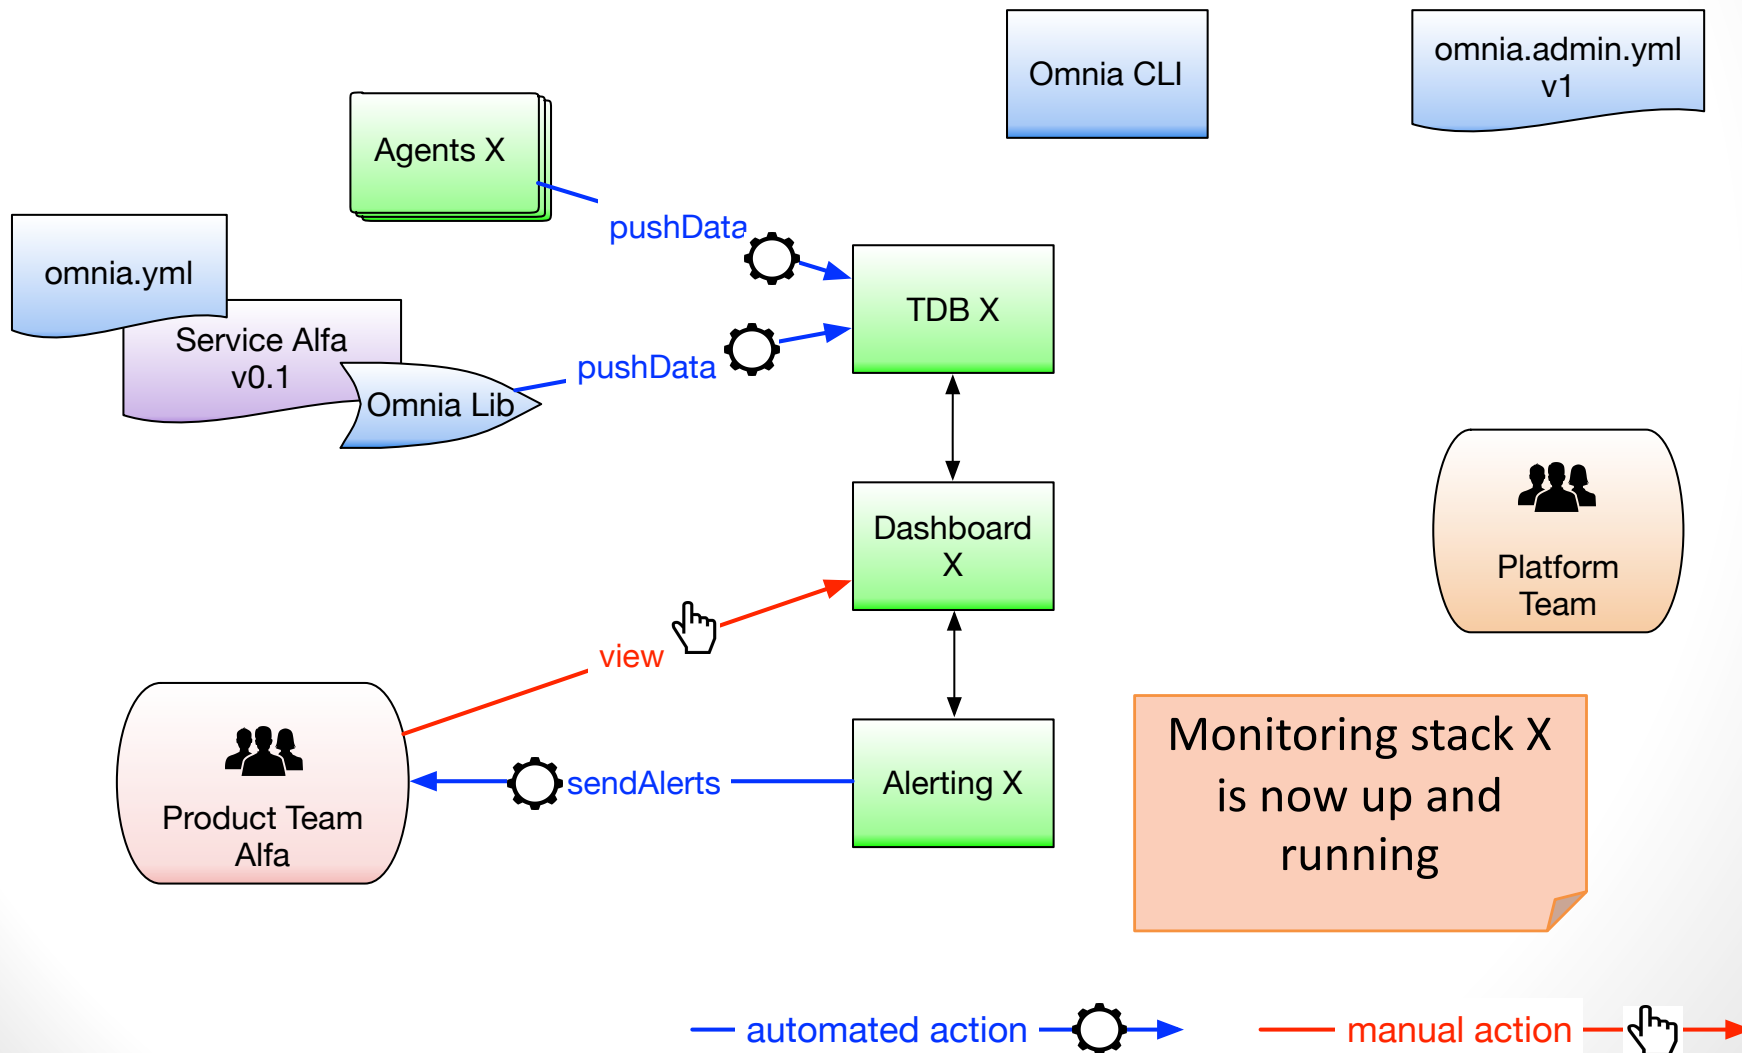 Omnia CLI
omnia.admin.yml
v1
Agents X
pushData
omnia.yml
TDB X
Service Alfa
v0.1
pushData
Omnia Lib
Dashboard
X
Platform
Team
view
Monitoring stack X
is now up and
running
sendAlerts
Alerting X
Product Team
Alfa
automated action
manual action